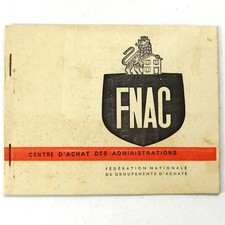 FNAC
CENTRE D'ACHAT DES ADMINISTRATIONS
FÉDÉRATION NATIONALE
DE GROUPEMENTS D'ACHATS